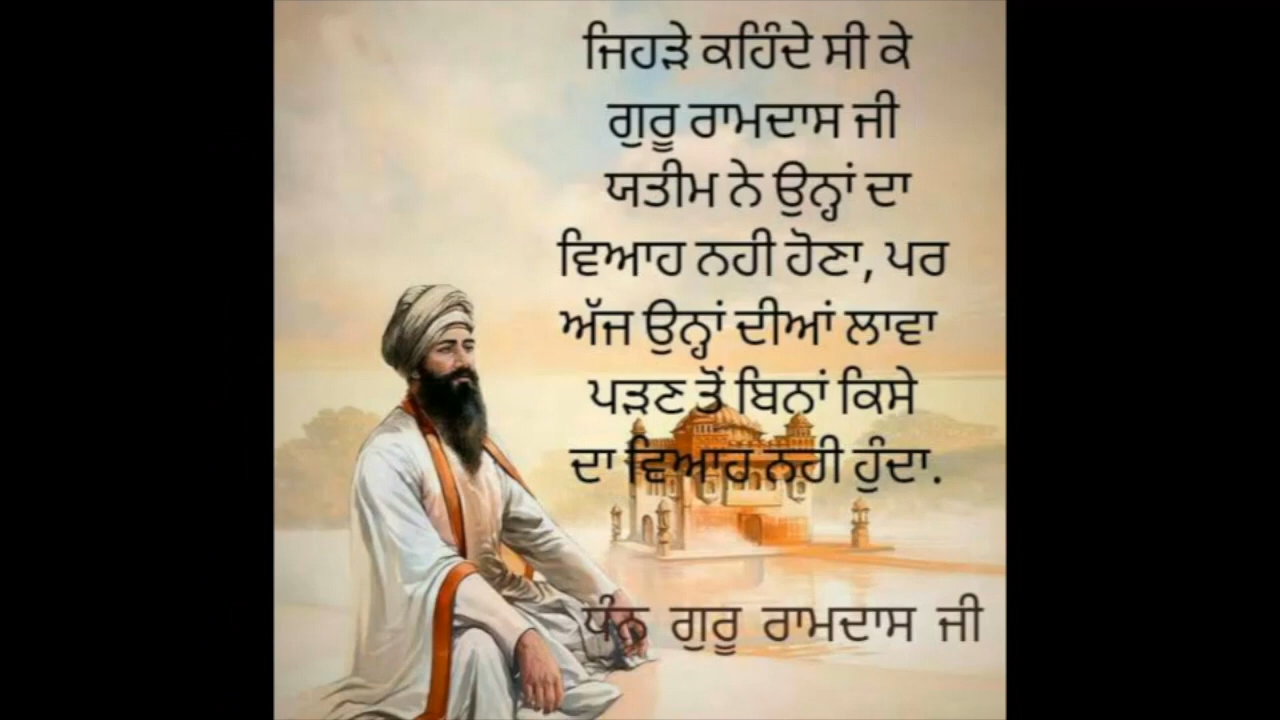 ਜਿਹੜੇ ਕਹਿੰਦੇ ਸੀ ਕੇ
ਗੁਰੂ ਰਾਮਦਾਸ ਜੀ
ਯਤੀਮ ਨੇ ਉਨ੍ਹਾਂ ਦਾ
ਵਿਆਹ ਨਹੀ ਹੋਣਾ, ਪਰ
ਅੱਜ ਉਨ੍ਹਾਂ ਦੀਆਂ ਲਾਵਾ
ਪੜਣ ਤੋਂ ਬਿਨਾਂ ਕਿਸੇ
ਦਾ ਵਿਆਹ ਨਹੀ ਹੁੰਦਾ.
ਧੰਨ ਗੁਰੂ ਰਾਮਦਾਸ ਜੀ